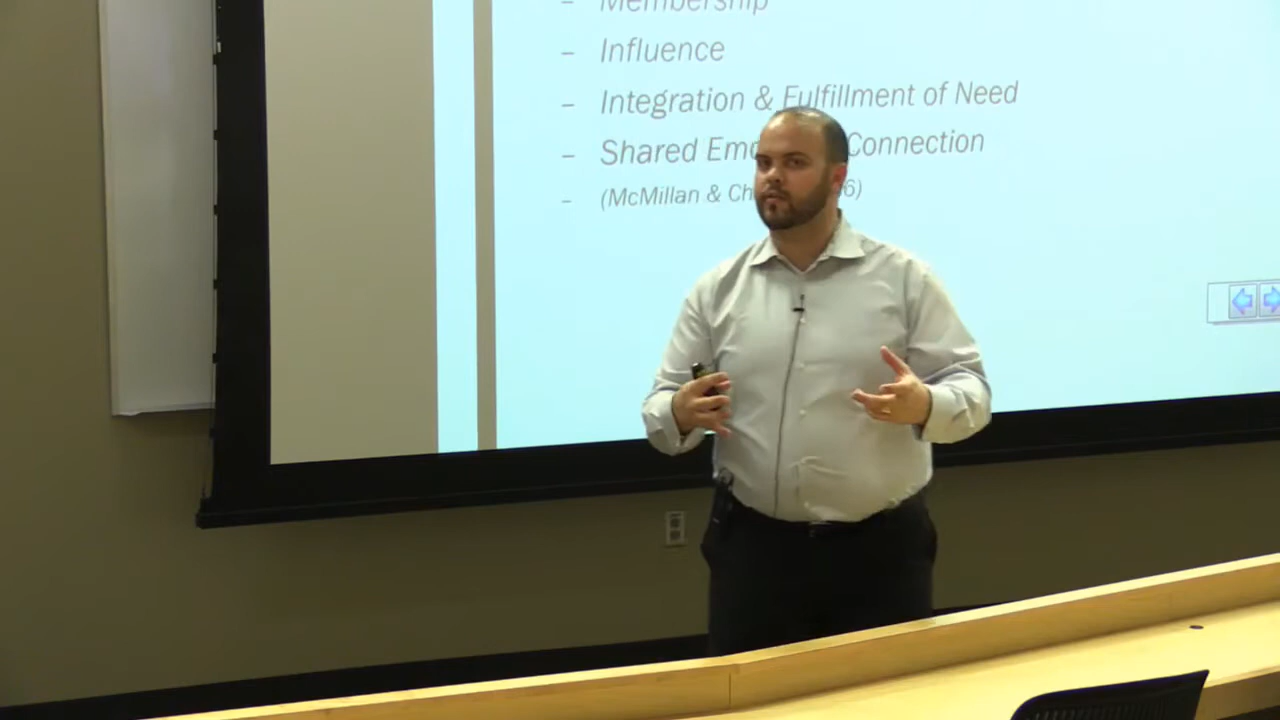 – Membership
– Influence
– Integration & Fulfillment of Need
– Shared Connection
– (McMillan &